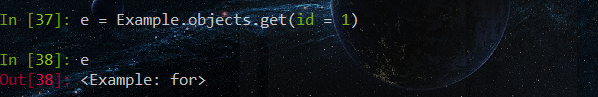 In [37]: e = Example.objects.get(id = 1)
In [38]: e
Out[38]: <Example: for>